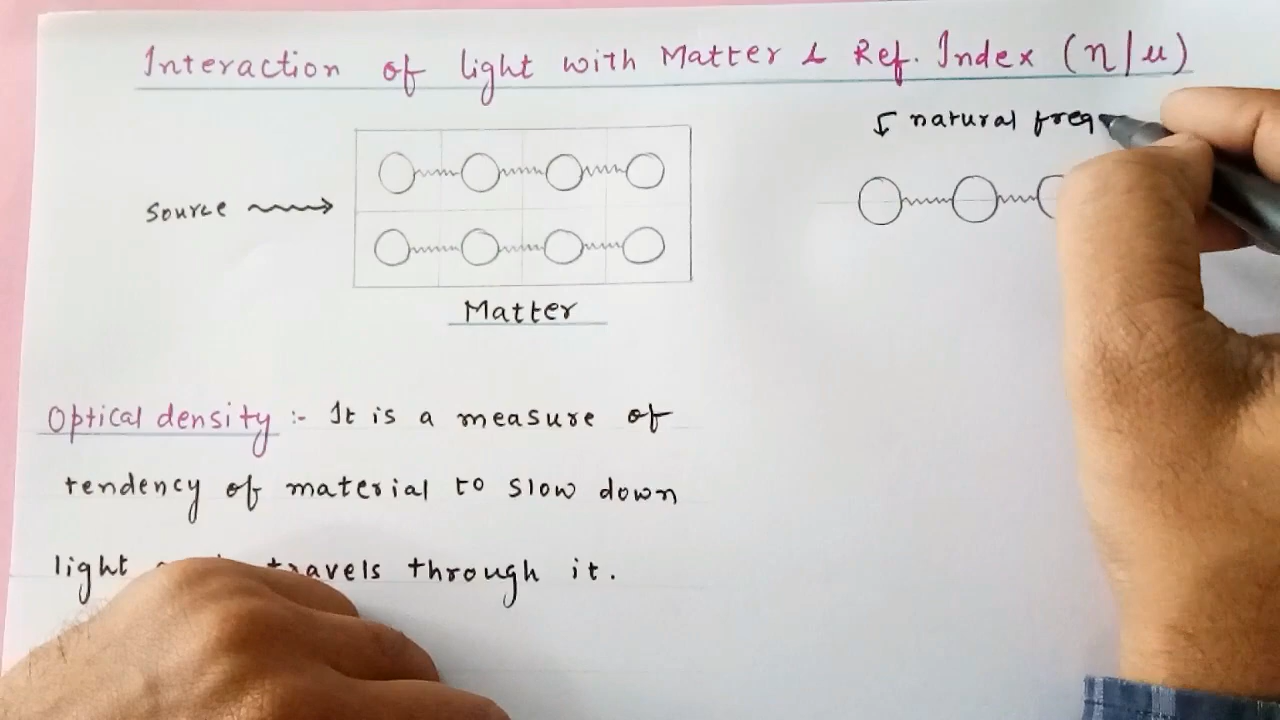 Interaction of light with Matter & Ref. Index (η/μ)
natural freq
source
Matter
Optical density :- It is a measure of
tendency of material to slow down
light travels through it.